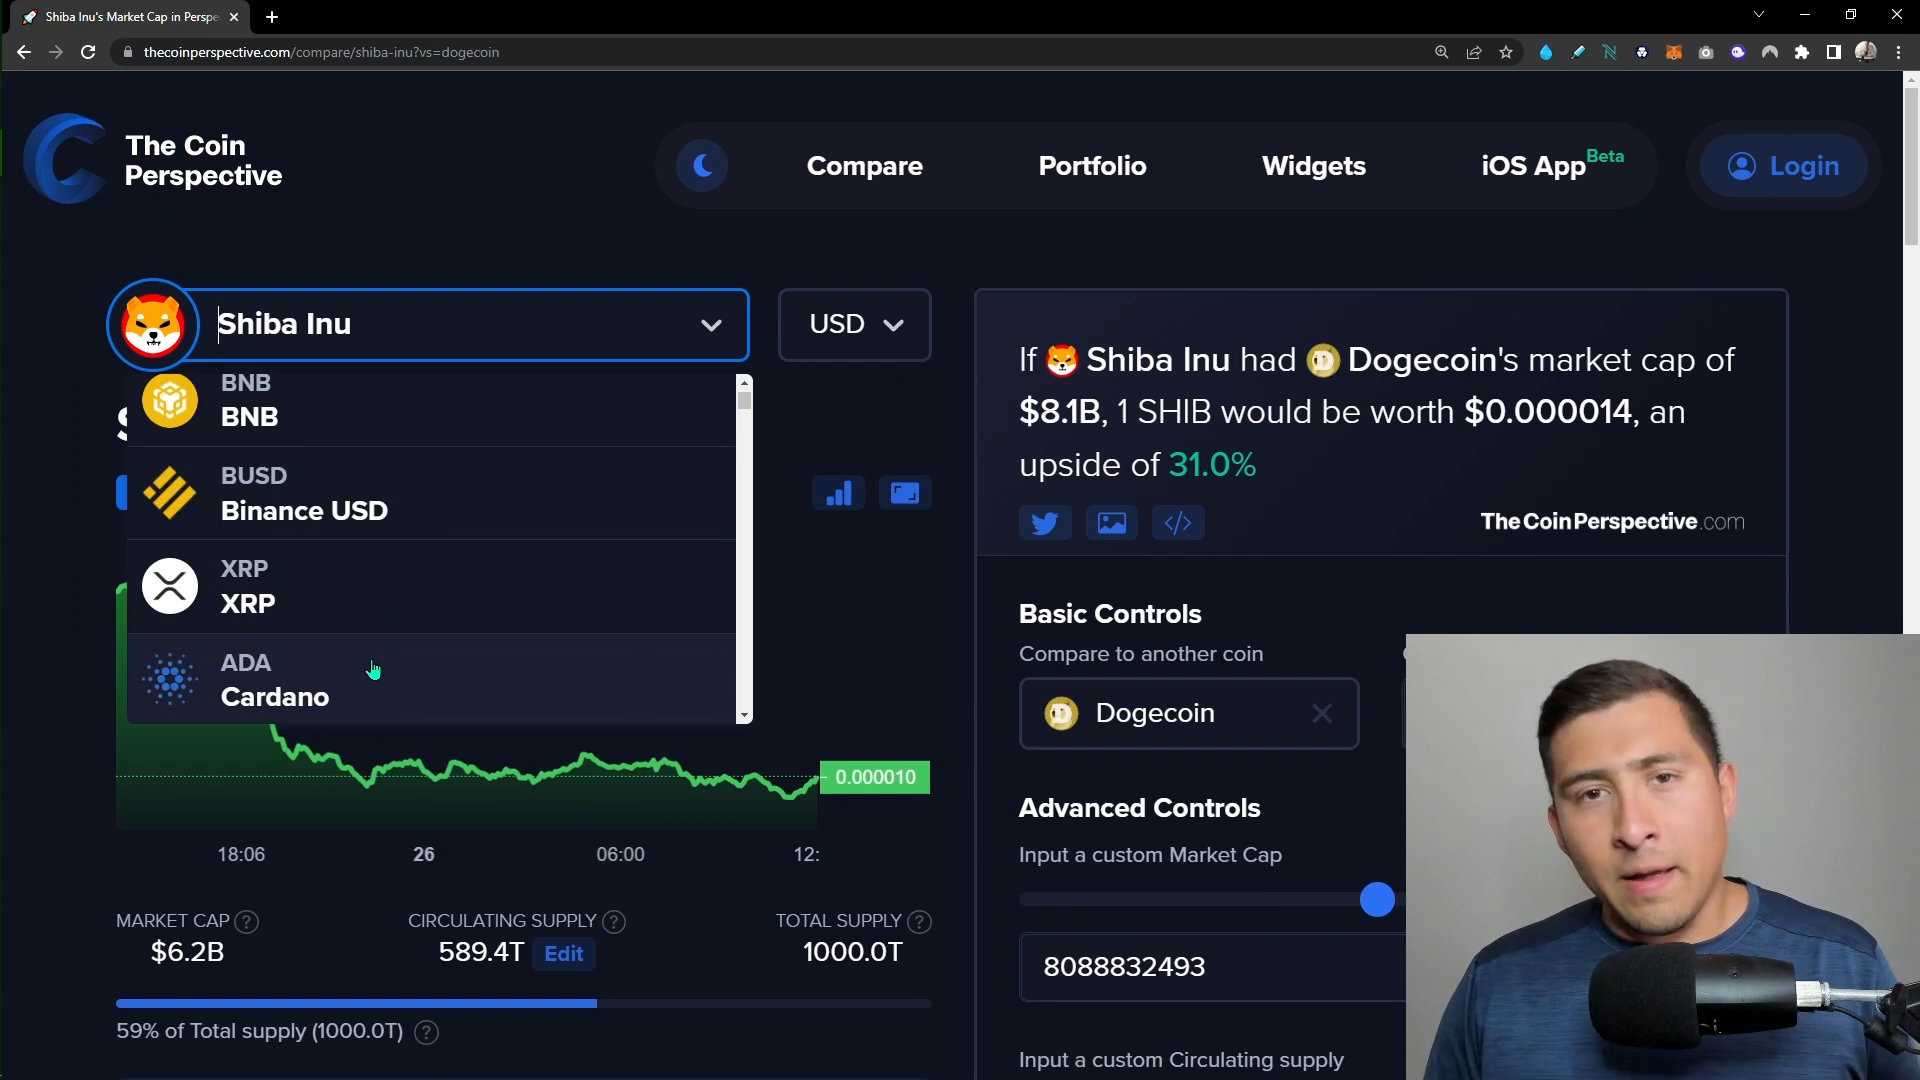 Shiba Inu's Market Cap in Perspe
thecoinperspective.com/compare/shiba-inu?vs=dogecoin
The Coin
Perspective
Compare
Portfolio
Widgets
iOS App Beta
Login
Shiba Inu
USD
BNB
BNB
BUSD
Binance USD
XRP
XRP
ADA
Cardano
0.000010
18:06
26
06:00
12:
MARKET CAP ?
$6.2B
CIRCULATING SUPPLY ?
589.4T Edit
TOTAL SUPPLY ?
1000.0T
59% of Total supply (1000.0T) ?
If Shiba Inu had Dogecoin's market cap of
$8.1B, 1 SHIB would be worth $0.000014, an
upside of 31.0%
TheCoinPerspective.com
Basic Controls
Compare to another coin
Dogecoin
Advanced Controls
Input a custom Market Cap
8088832493
Input a custom Circulating supply